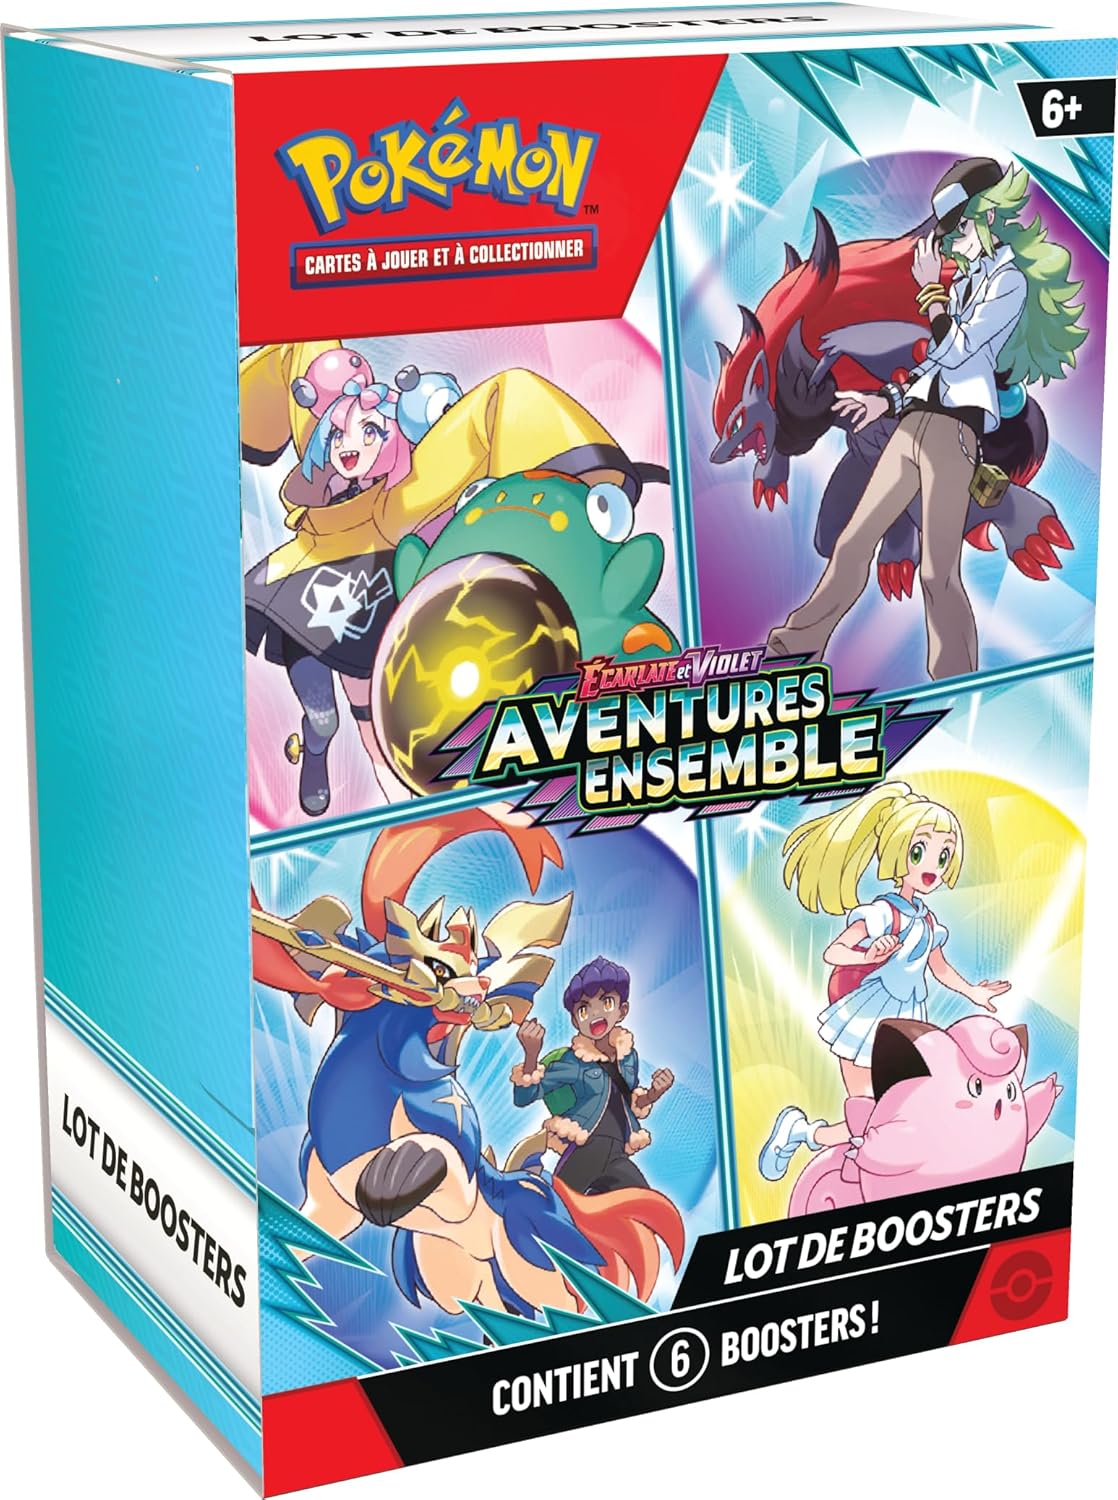 LOT DE BOOSTERS
6+
POKÉMON™
CARTES À JOUER ET À COLLECTIONNER
ÉCARLATE et VIOLET
AVENTURES
ENSEMBLE
LOT DE BOOSTERS
LOT DE BOOSTERS
CONTIENT 6 BOOSTERS !